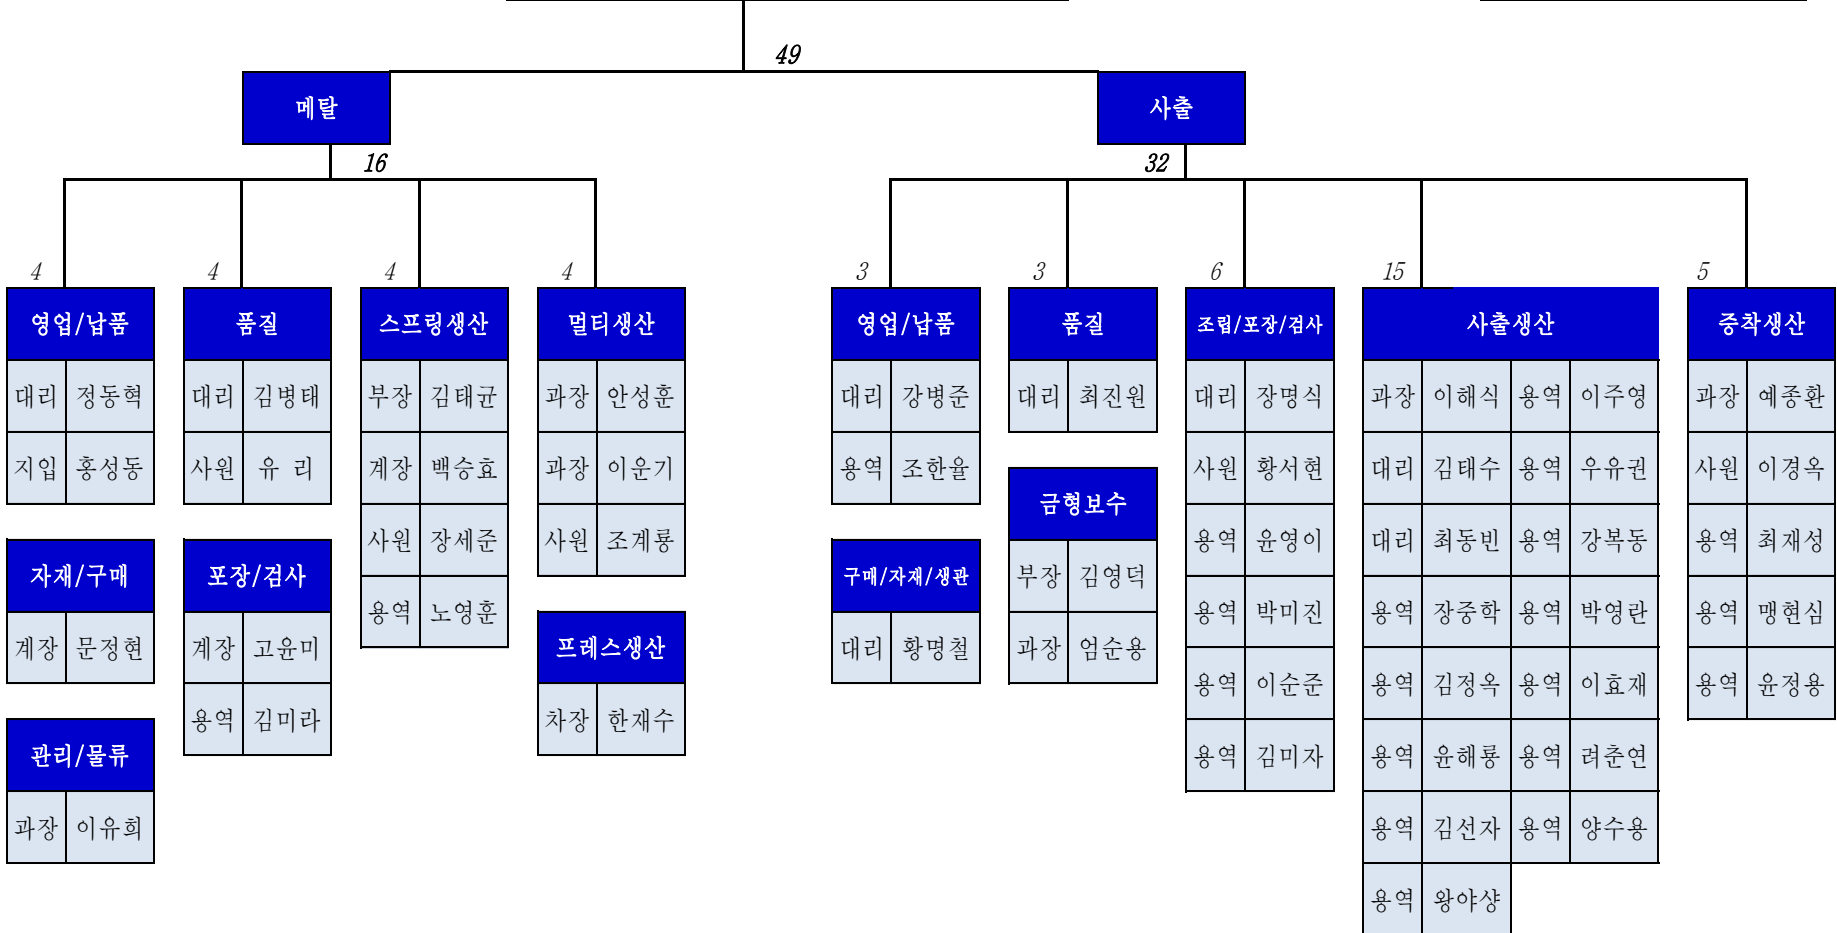 49
메탈
사출
16
32
4
영업/납품
대리 정동혁
지입 홍성동
자재/구매
계장 문정현
관리/물류
과장 이유희
4
품질
대리 김병태
사원 유 리
포장/검사
계장 고윤미
용역 김미라
4
스프링생산
부장 김태균
계장 백승효
사원 장세준
용역 노영훈
4
멀티생산
과장 안성훈
과장 이운기
사원 조계룡
프레스생산
차장 한재수
3
영업/납품
대리 강병준
용역 조한율
구매/자재/생관
대리 황명철
3
품질
대리 최진원
금형보수
부장 김영덕
과장 엄순용
6
조립/포장/검사
대리 장명식
사원 황서현
용역 윤영이
용역 박미진
용역 이순준
용역 김미자
15
사출생산
과장 이해식 용역 이주영
대리 김태수 용역 우유권
대리 최동빈 용역 강복동
용역 장중학 용역 박영란
용역 김정옥 용역 이효재
용역 윤해룡 용역 려춘연
용역 김선자 용역 양수용
용역 왕야샹
5
증착생산
과장 예종환
사원 이경옥
용역 최재성
용역 맹현심
용역 윤정용